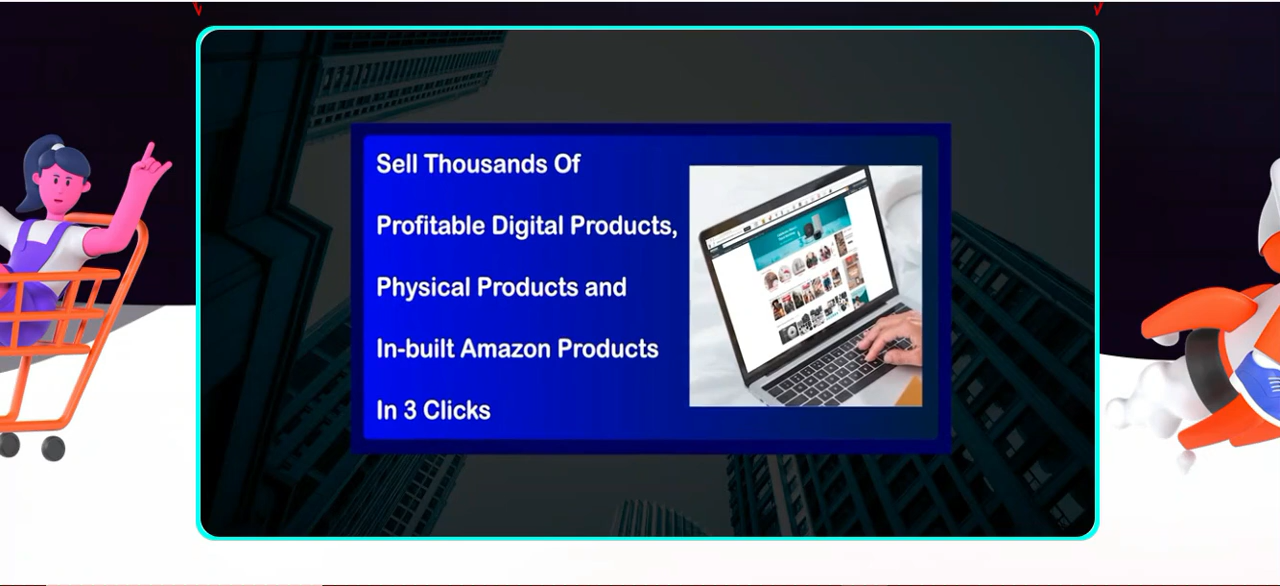 Sell Thousands Of
Profitable Digital Products,
Physical Products and
In-built Amazon Products
In 3 Clicks